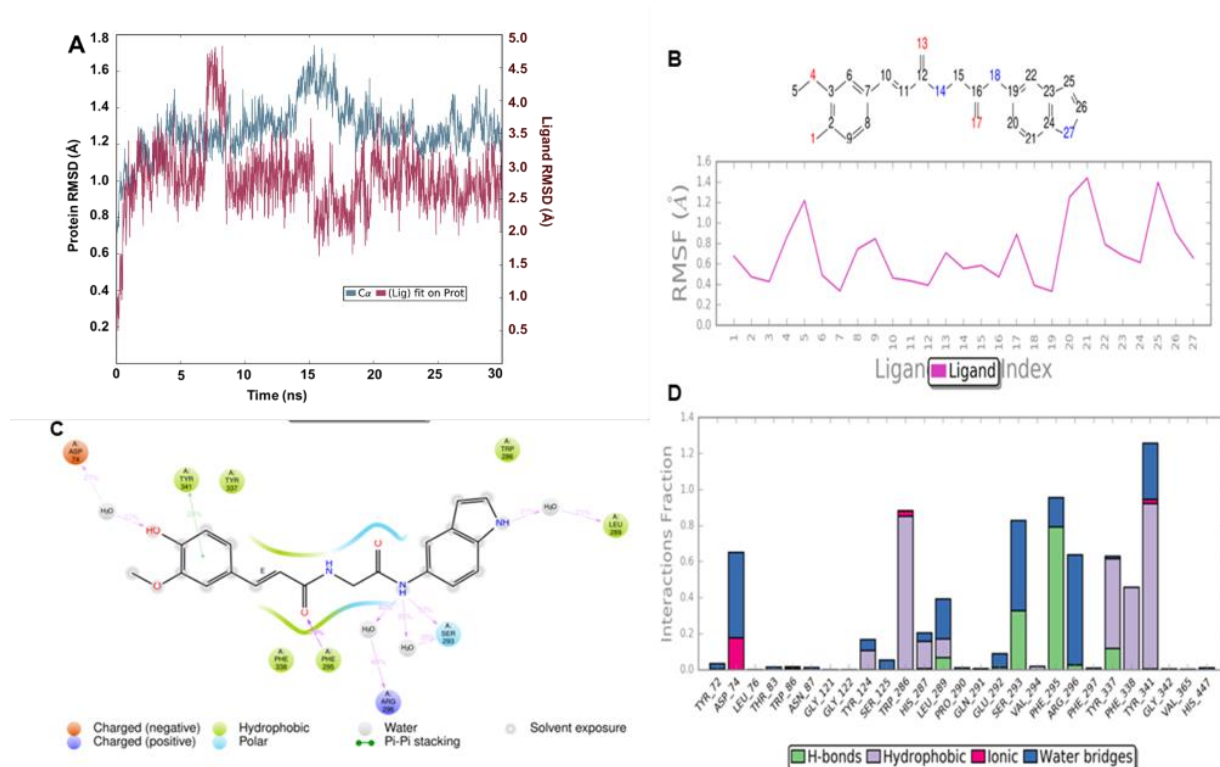 A
1.8
1.6
1.4
1.2
1.0
0.8
0.6
0.4
0.2
Protein RMSD (Å)
5.0
4.5
4.0
3.5
3.0
2.5
2.0
1.5
1.0
0.5
Ligand RMSD (Å)
Cα (Lig) fit on Prot
0 5 10 15 20 25 30
Time (ns)
B
13
4 6 10 12 15 18 22 25
5 3 7 11 14 16 19 23 26
2 8 17 20 24
1 9 21 27
1.6
1.4
1.2
1.0
0.8
0.6
0.4
0.2
0.0
RMSF (Å)
1 2 3 4 5 6 7 8 9 10 11 12 13 14 15 16 17 18 19 20 21 22 23 24 25 26 27
Ligan Index
Ligand
C
A:
ASP
74
A:
TYR
341
A:
TYR
337
A:
TRP
286
H₂O
H₂O
A:
LEU
289
HO
NH
O
O
H
N
E
O
N
H
O
H₂O
H₂O
A:
SER
293
A:
PHE
338
A:
PHE
295
A:
ARG
296
Charged (negative)
Charged (positive)
Hydrophobic
Polar
Water
Pi-Pi stacking
Solvent exposure
D
1.4
1.2
1.0
0.8
0.6
0.4
0.2
0.0
Interactions Fraction
TYR_72
ASP_74
LEU_76
THR_83
TRP_86
ASN_87
GLY_121
GLY_122
TYR_124
SER_125
TRP_286
HIS_287
LEU_289
PRO_290
GLN_291
GLU_292
SER_293
VAL_294
PHE_295
ARG_296
PHE_297
TYR_337
PHE_338
TYR_341
GLY_342
VAL_365
HIS_447
H-bonds Hydrophobic Ionic Water bridges